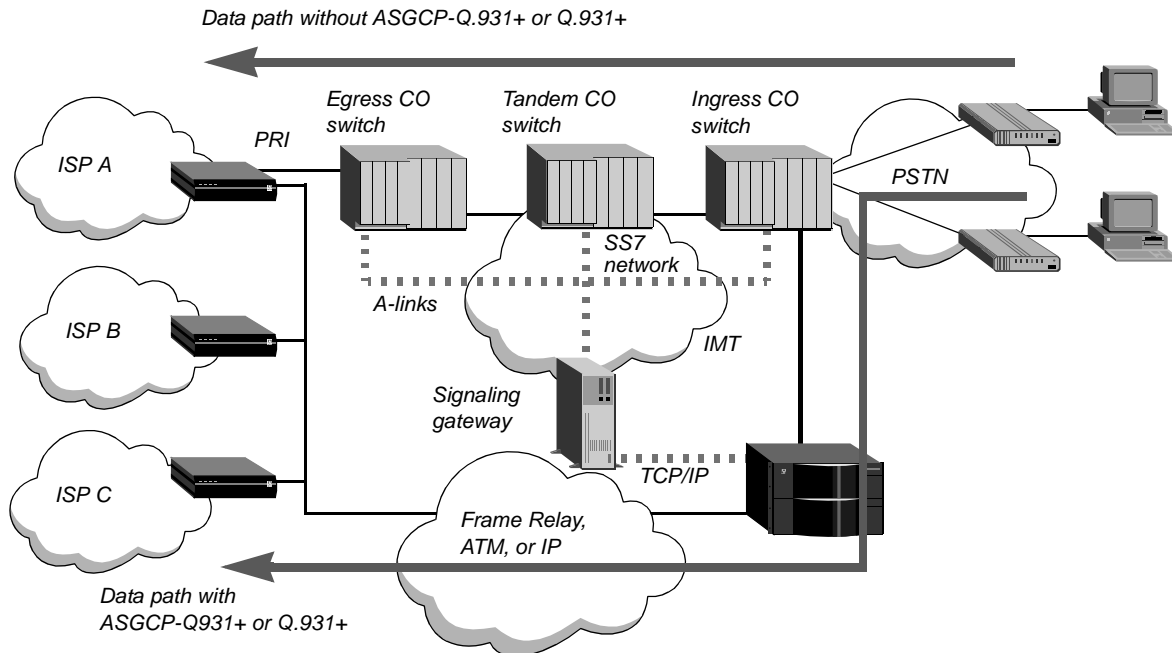 Data path without ASGCP-Q.931+ or Q.931+
Egress CO
switch
Tandem CO
switch
Ingress CO
switch
PRI
ISP A
PSTN
SS7
network
A-links
ISP B
IMT
Signaling
gateway
TCP/IP
ISP C
Frame Relay,
ATM, or IP
Data path with
ASGCP-Q931+ or Q.931+